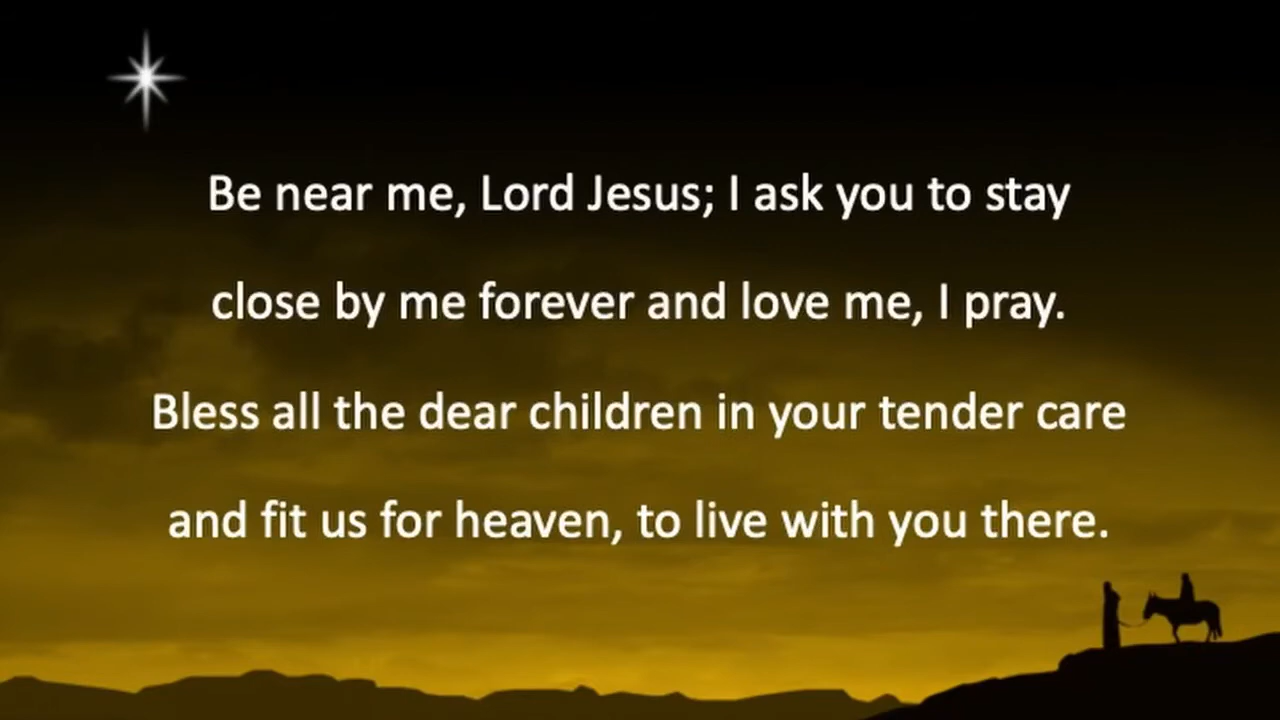 Be near me, Lord Jesus; I ask you to stay
close by me forever and love me, I pray.
Bless all the dear children in your tender care
and fit us for heaven, to live with you there.